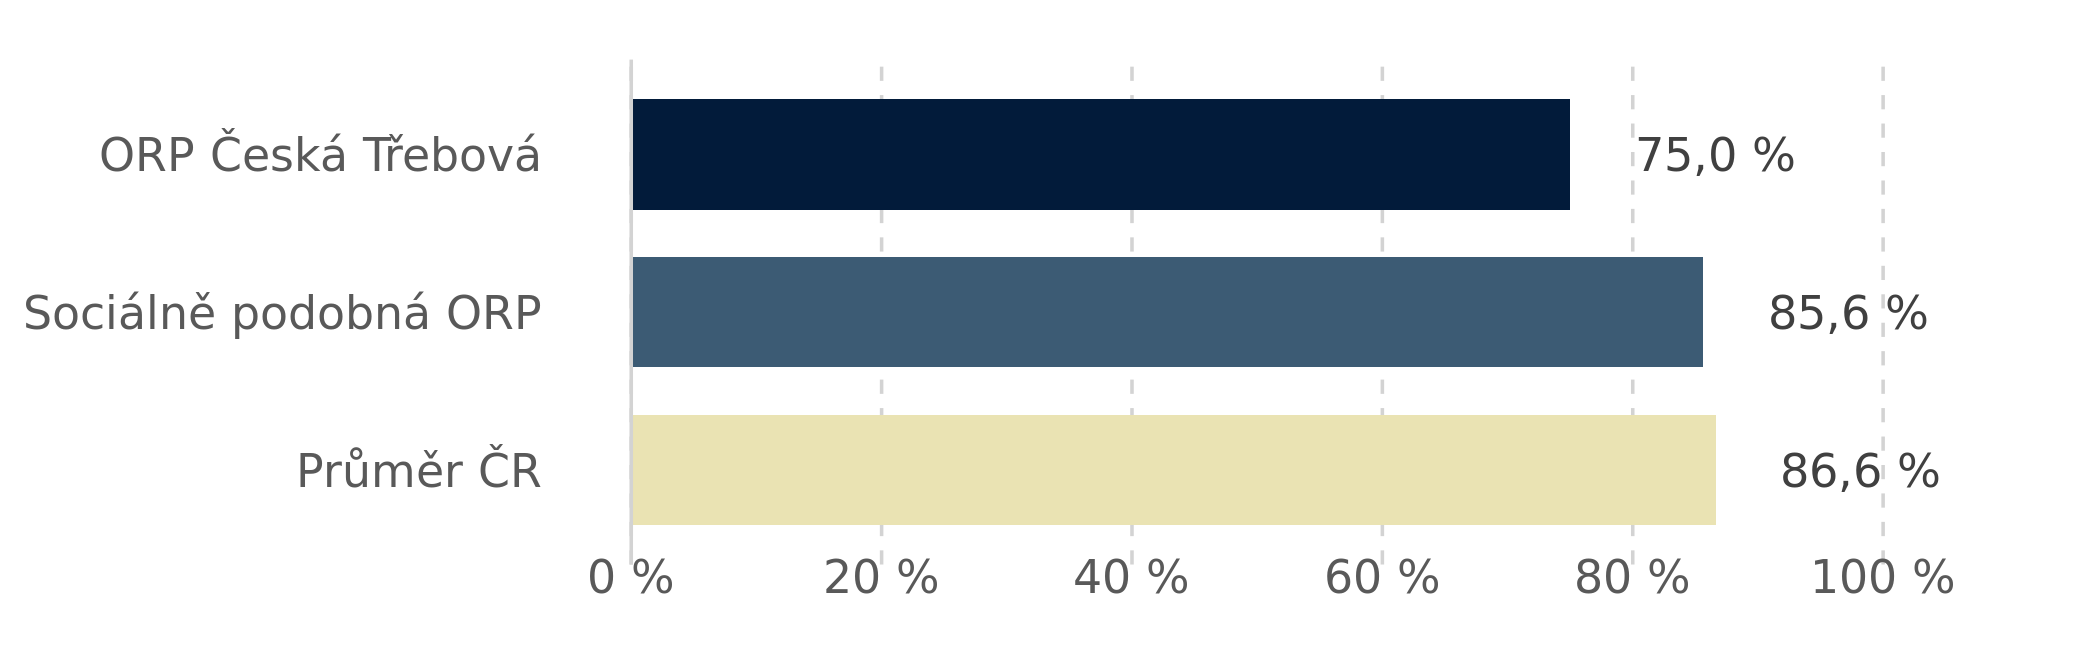 ORP Česká Třebová
75,0 %
Sociálně podobná ORP
85,6 %
Průměr ČR
86,6 %
0 % 20 % 40 % 60 % 80 % 100 %